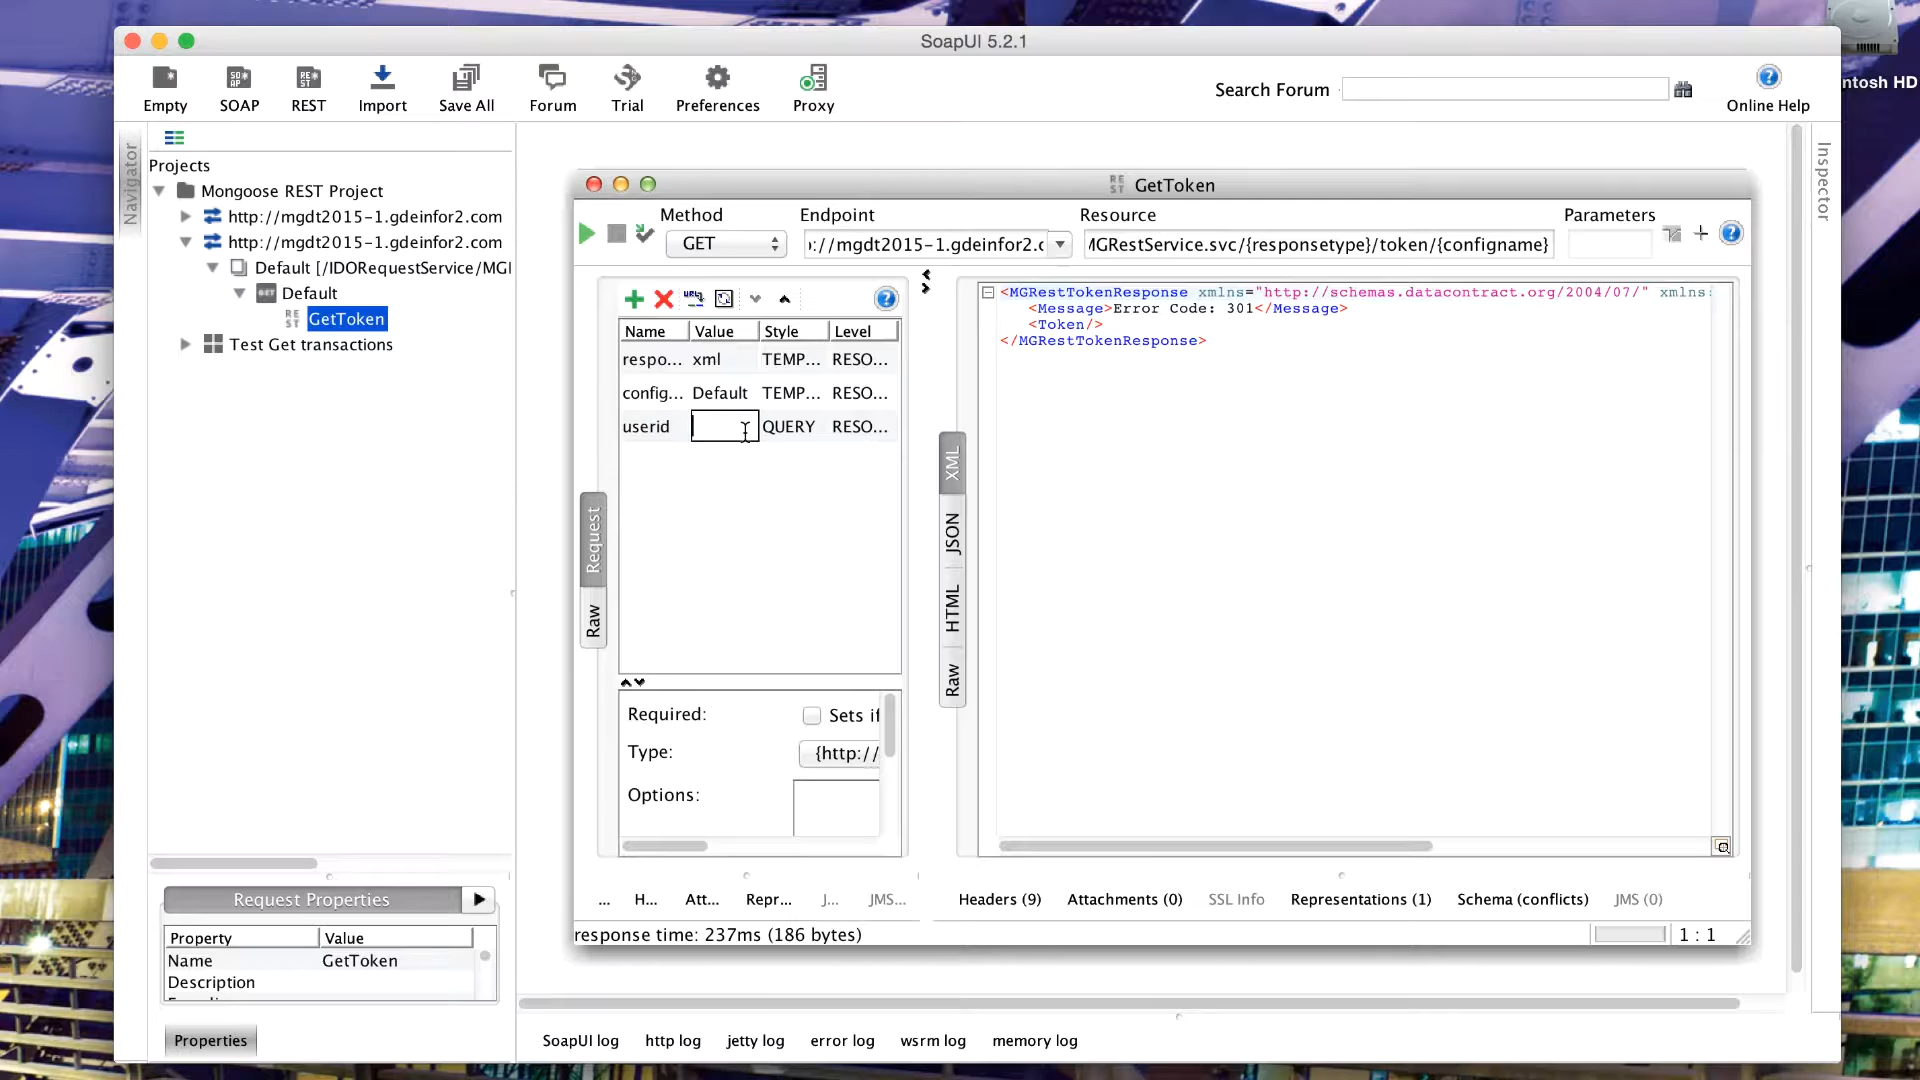 SoapUI 5.2.1
Empty
SOAP
REST
Import
Save All
Forum
Trial
Preferences
Proxy
Search Forum
Online Help
ntosh HD
Navigator
Projects
Mongoose REST Project
http://mgdt2015-1.gdeinfor2.com
http://mgdt2015-1.gdeinfor2.com
Default [/IDORequestService/MGI
Default
GetToken
Test Get transactions
Request Properties
Property Value
Name GetToken
Description
Properties
GetToken
Method
Endpoint
Resource
Parameters
GET
://mgdt2015-1.gdeinfor2.c
MGRestService.svc/{responsetype}/token/{configname}
Name Value Style Level
respo... xml TEMP... RESO...
config... Default TEMP... RESO...
userid QUERY RESO...
Request
Raw
Required: Sets if
Type: {http://
Options:
XML
JSON
HTML
Raw
<MGRestTokenResponse xmlns="http://schemas.datacontract.org/2004/07/" xmlns:
<Message>Error Code: 301</Message>
<Token/>
</MGRestTokenResponse>
... H... Att... Repr... J... JMS...
Headers (9) Attachments (0) SSL Info Representations (1) Schema (conflicts) JMS (0)
response time: 237ms (186 bytes)
1 : 1
Inspector
SoapUI log http log jetty log error log wsrm log memory log